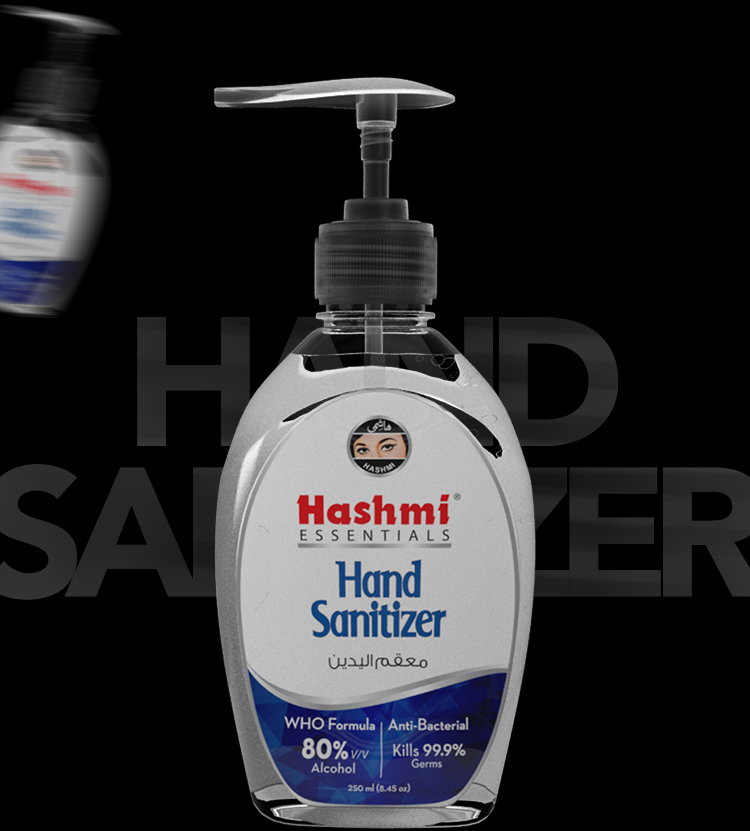 HAND
SANITIZER
هاشمي
HASHMI
Hashmi®
ESSENTIALS
Hand
Sanitizer
معقم اليدين
WHO Formula
80% V/V
Alcohol
Anti-Bacterial
Kills 99.9%
Germs
250 ml (8.45 oz)